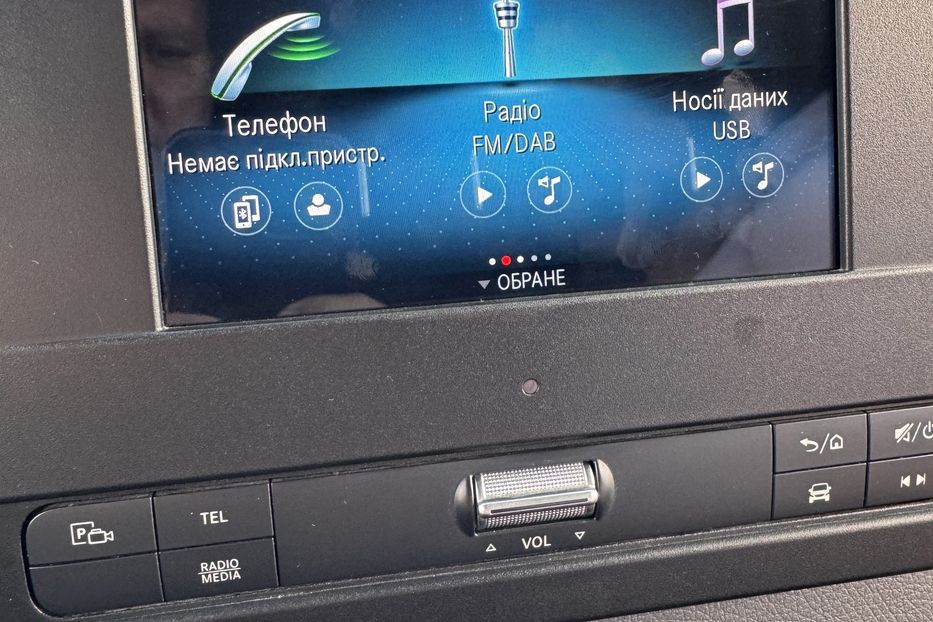 Телефон
Немає підкл.пристр.
Радіо
FM/DAB
Носії даних
USB
ОБРАНЕ
P
TEL
RADIO
MEDIA
VOL